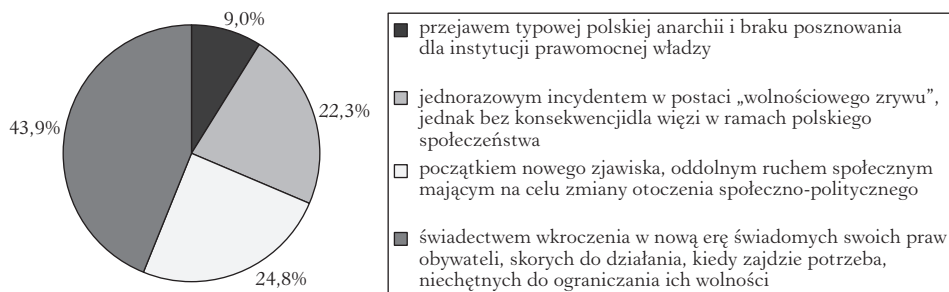 9,0%
22,3%
24,8%
43,9%
przejawem typowej polskiej anarchii i braku posznowania
dla instytucji prawomocnej władzy
jednorazowym incydentem w postaci „wolnościowego zrywu”,
jednak bez konsekwencjidla więzi w ramach polskiego
społeczeństwa
początkiem nowego zjawiska, oddolnym ruchem społecznym
mającym na celu zmiany otoczenia społeczno-politycznego
świadectwem wkroczenia w nową erę świadomych swoich praw
obywateli, skorych do działania, kiedy zajdzie potrzeba,
niechętnych do ograniczania ich wolności